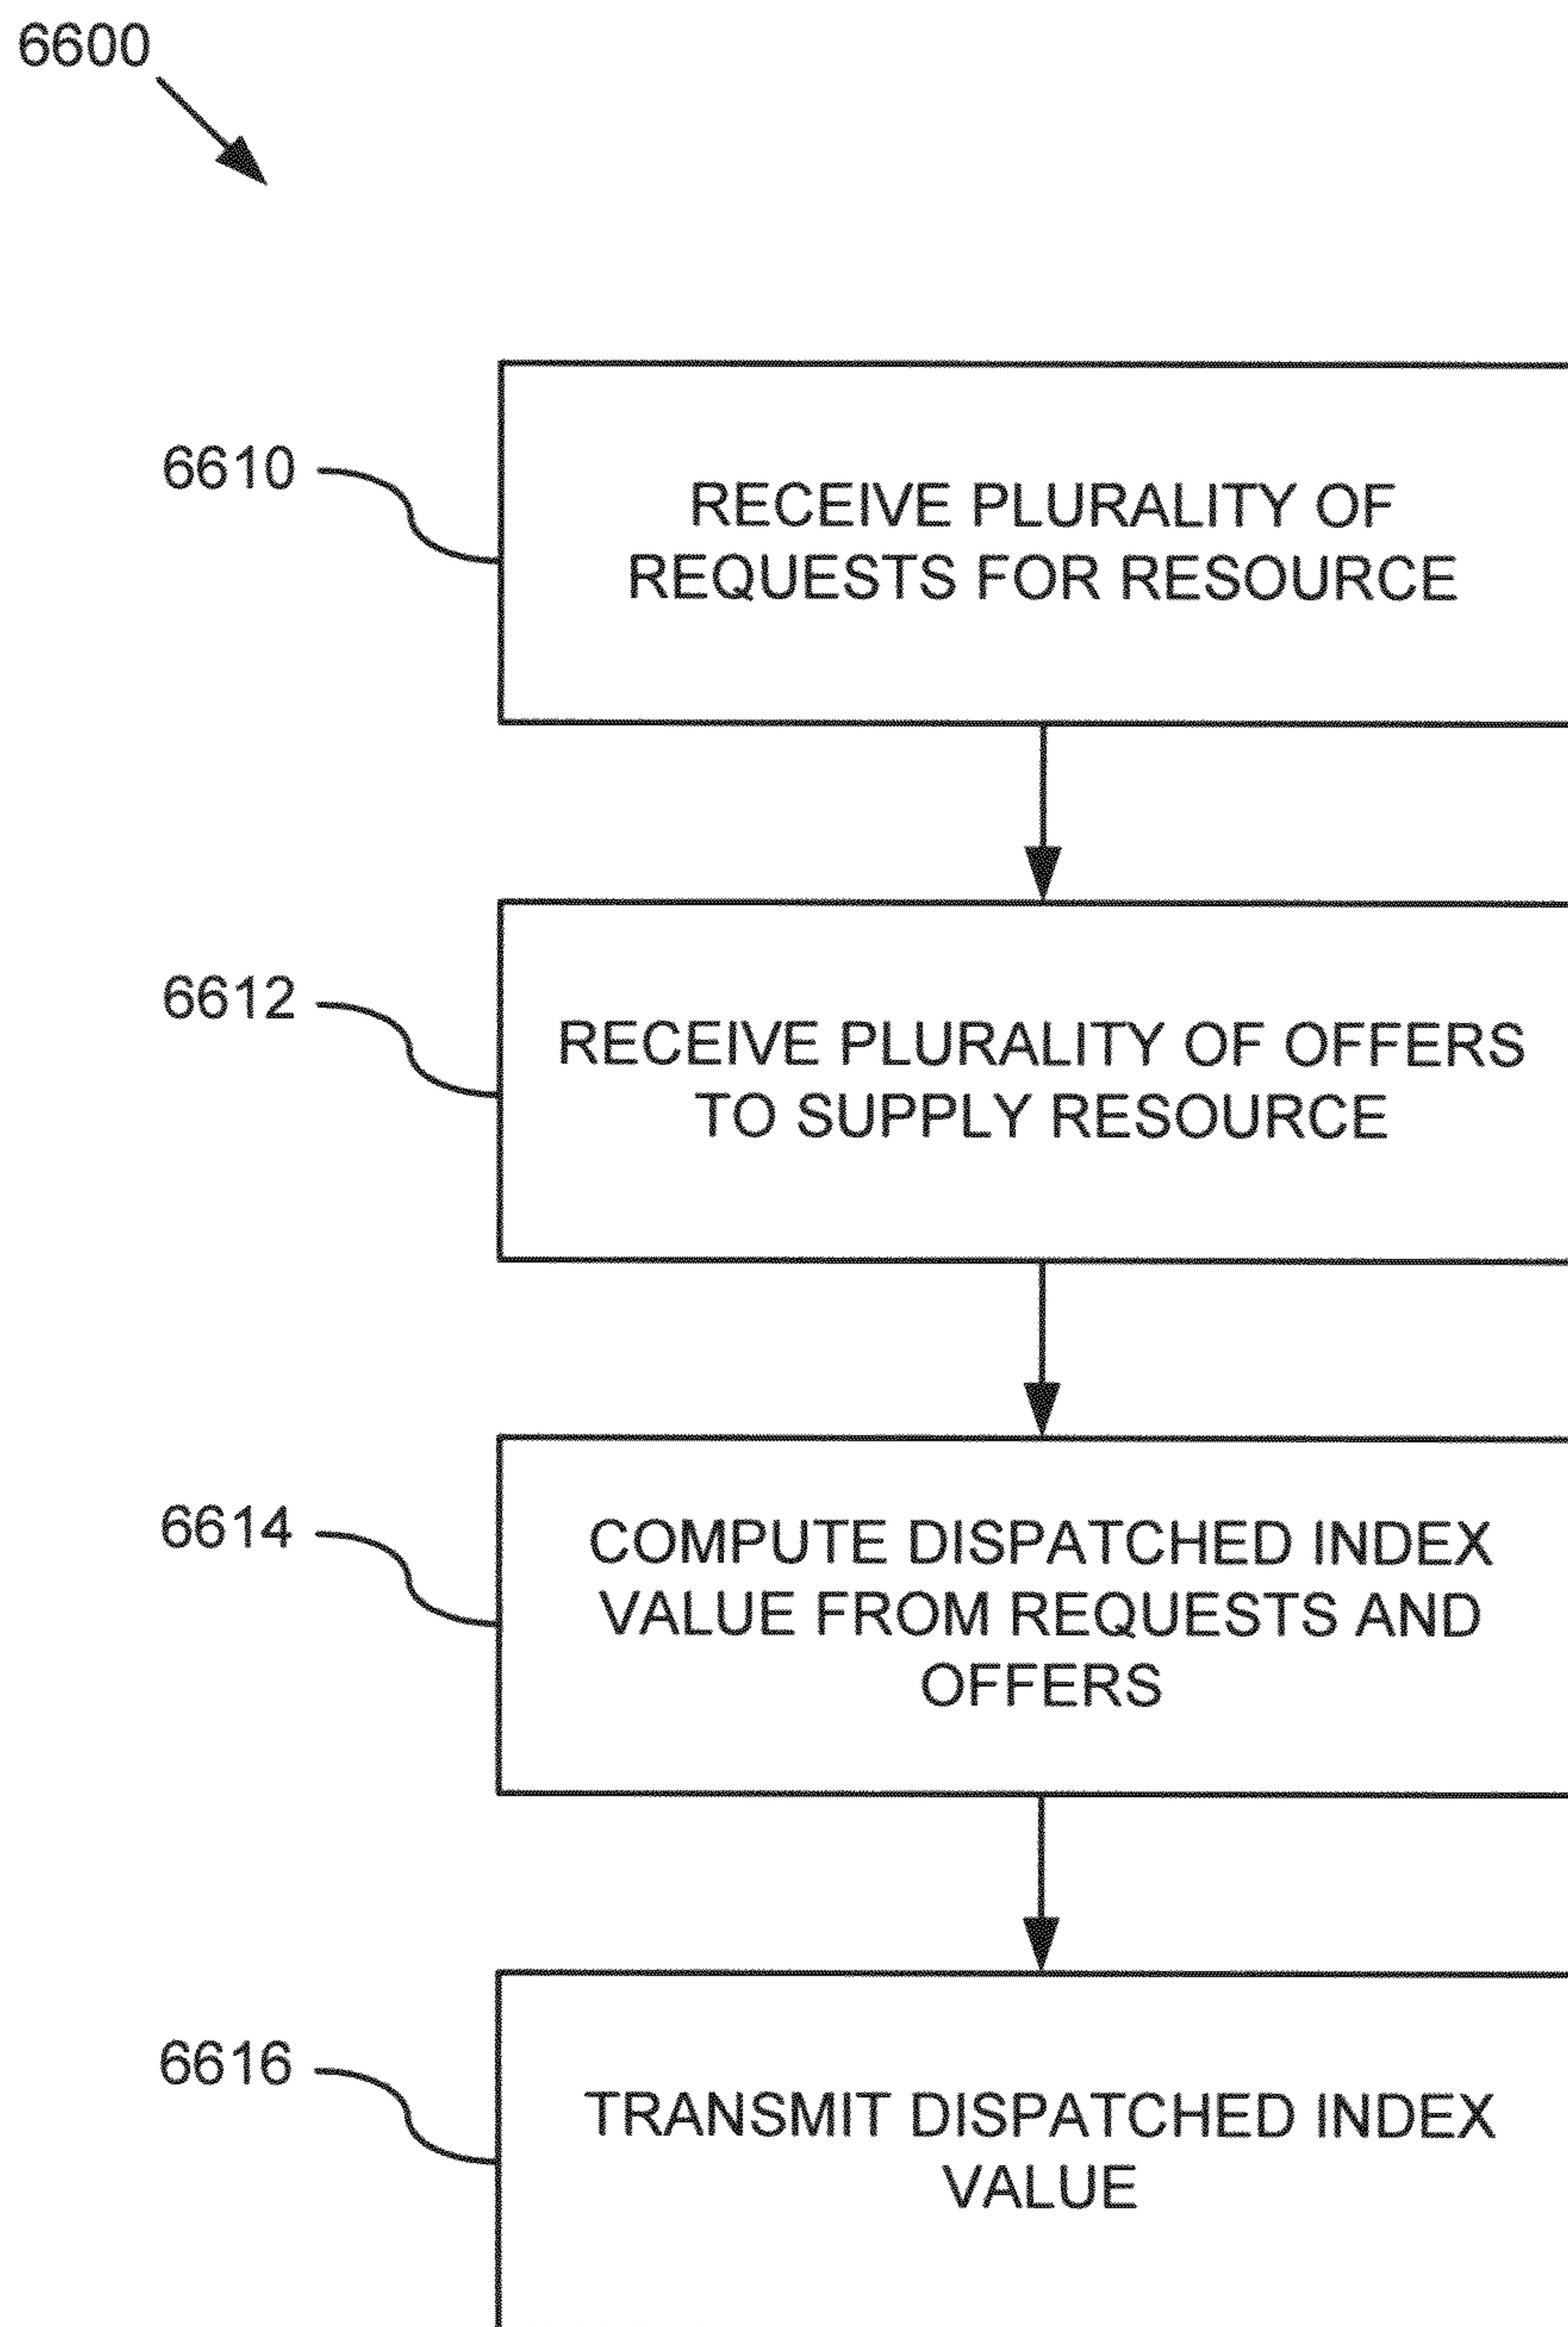 6600
6610
RECEIVE PLURALITY OF
REQUESTS FOR RESOURCE
6612
RECEIVE PLURALITY OF OFFERS
TO SUPPLY RESOURCE
6614
COMPUTE DISPATCHED INDEX
VALUE FROM REQUESTS AND
OFFERS
6616
TRANSMIT DISPATCHED INDEX
VALUE